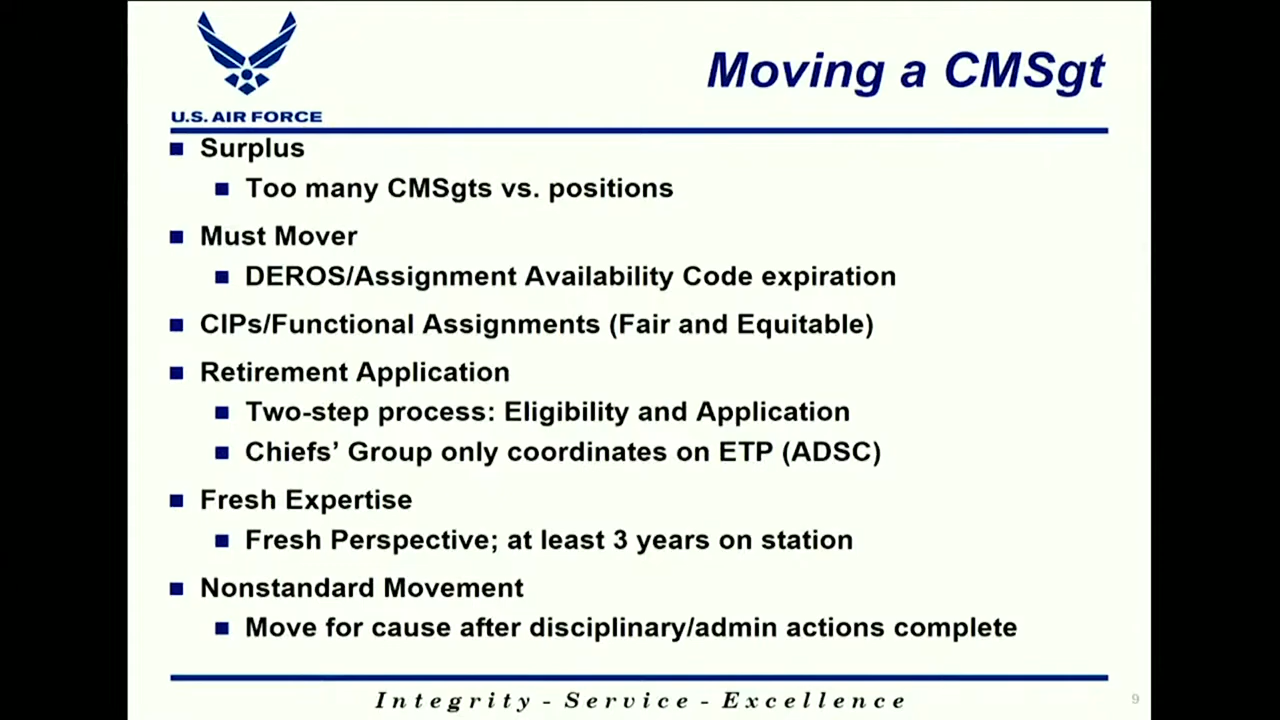 Moving a CMSgt
U.S. AIR FORCE
Surplus
Too many CMSgts vs. positions
Must Mover
DEROS/Assignment Availability Code expiration
CIPs/Functional Assignments (Fair and Equitable)
Retirement Application
Two-step process: Eligibility and Application
Chiefs’ Group only coordinates on ETP (ADSC)
Fresh Expertise
Fresh Perspective; at least 3 years on station
Nonstandard Movement
Move for cause after disciplinary/admin actions complete
Integrity - Service - Excellence
9